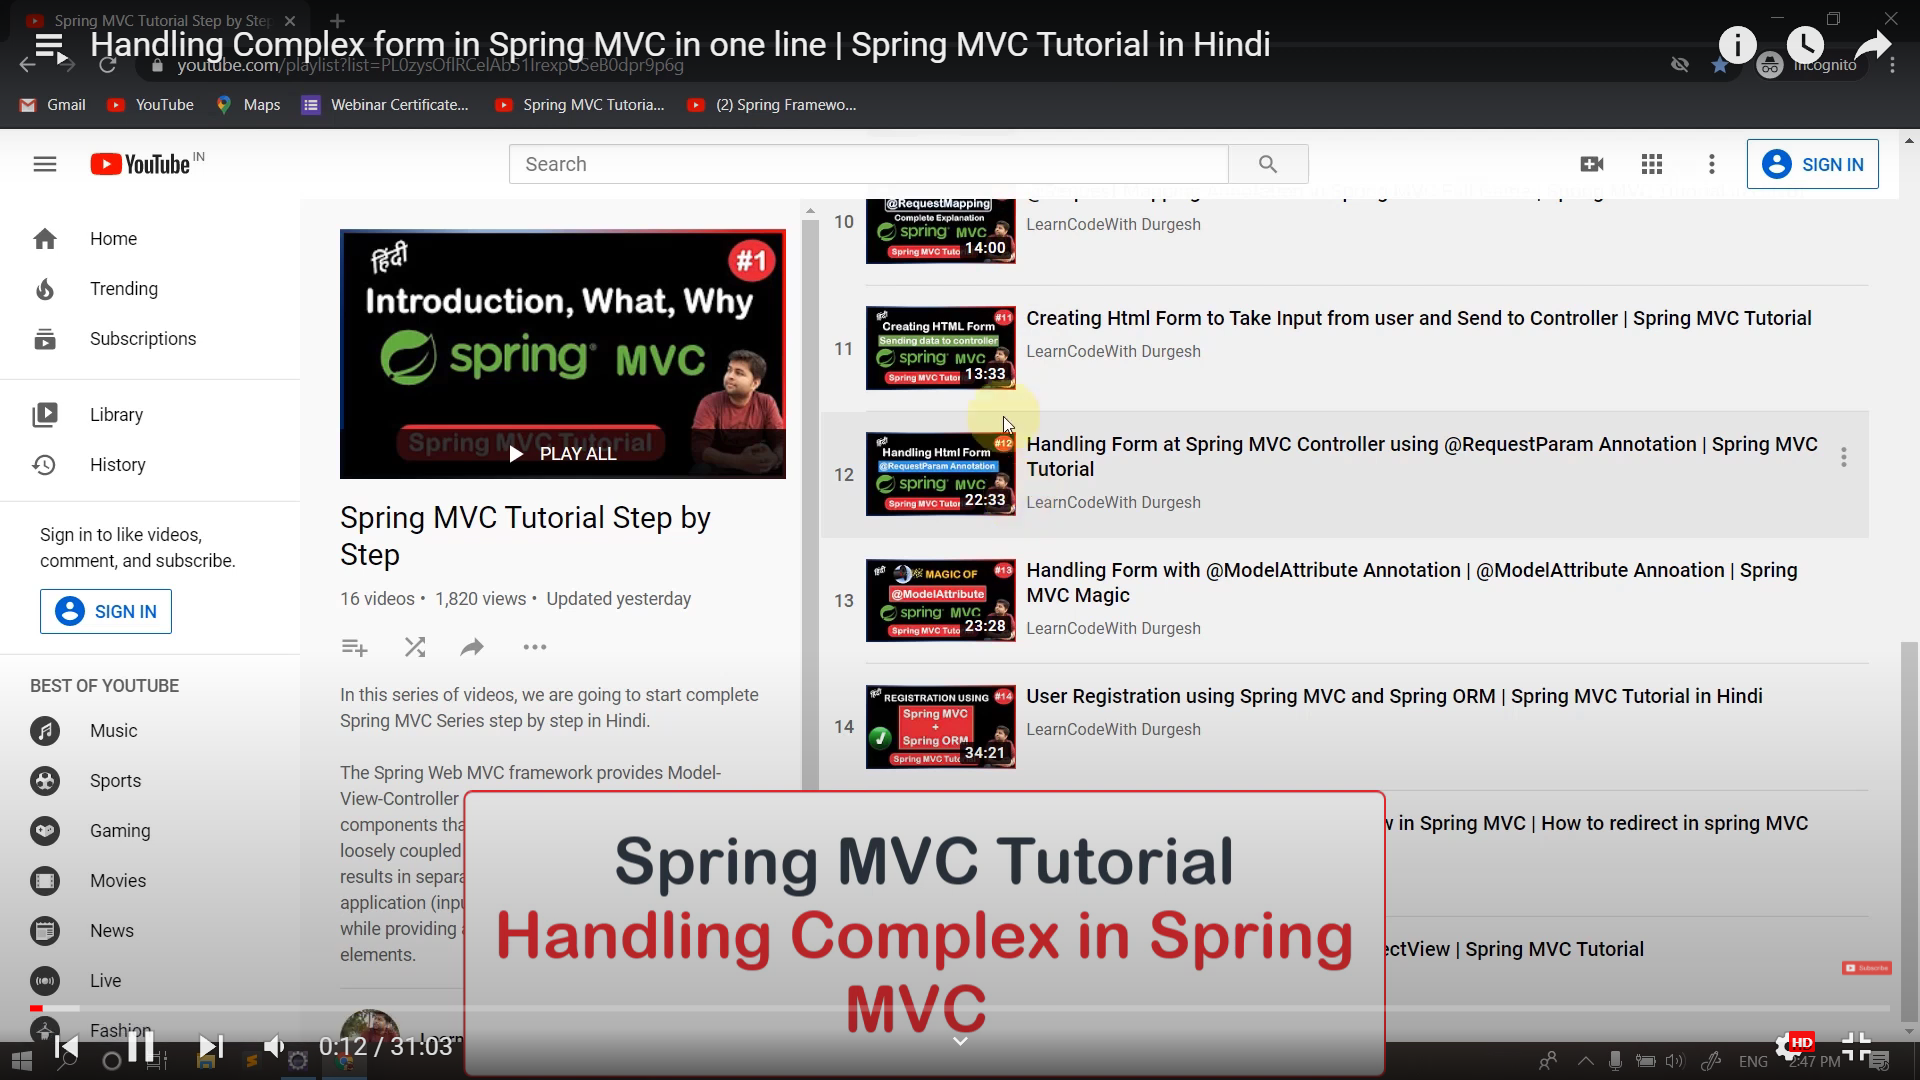 Spring MVC Tutorial Step by Step
Handling Complex form in Spring MVC in one line | Spring MVC Tutorial in Hindi
Incognito
Gmail
YouTube
Maps
Webinar Certificate...
Spring MVC Tutoria...
(2) Spring Framewo...
YouTube IN
Search
SIGN IN
Home
Trending
Subscriptions
Library
History
Sign in to like videos,
comment, and subscribe.
SIGN IN
BEST OF YOUTUBE
Music
Sports
Gaming
Movies
News
Live
Fashion
हिंदी
#1
Introduction, What, Why
spring MVC
Spring MVC Tutorial
PLAY ALL
Spring MVC Tutorial Step by
Step
16 videos • 1,820 views • Updated yesterday
In this series of videos, we are going to start complete
Spring MVC Series step by step in Hindi.
The Spring Web MVC framework provides Model-
View-Controller
components tha
loosely coupled
results in separa
application (inpu
while providing
elements.
Learn
10
@RequestMapping
Complete Explanation
spring MVC
Spring MVC Tuto
14:00
LearnCodeWith Durgesh
11
#11
Creating HTML Form
Sending data to controller
spring MVC
Spring MVC Tutor
13:33
Creating Html Form to Take Input from user and Send to Controller | Spring MVC Tutorial
LearnCodeWith Durgesh
12
#12
Handling Html Form
@RequestParam Annotation
spring MVC
Spring MVC Tutor
22:33
Handling Form at Spring MVC Controller using @RequestParam Annotation | Spring MVC
Tutorial
LearnCodeWith Durgesh
13
#13
MAGIC OF
@ModelAttribute
spring MVC
Spring MVC Tuto
23:28
Handling Form with @ModelAttribute Annotation | @ModelAttribute Annoation | Spring
MVC Magic
LearnCodeWith Durgesh
14
REGISTRATION USING #14
Spring MVC
+
Spring ORM
Spring MVC Tuto
34:21
User Registration using Spring MVC and Spring ORM | Spring MVC Tutorial in Hindi
LearnCodeWith Durgesh
in Spring MVC | How to redirect in spring MVC
ectView | Spring MVC Tutorial
Spring MVC Tutorial
Handling Complex in Spring
MVC
Subscribe
0:12 / 31:03
HD
ENG
2:47 PM